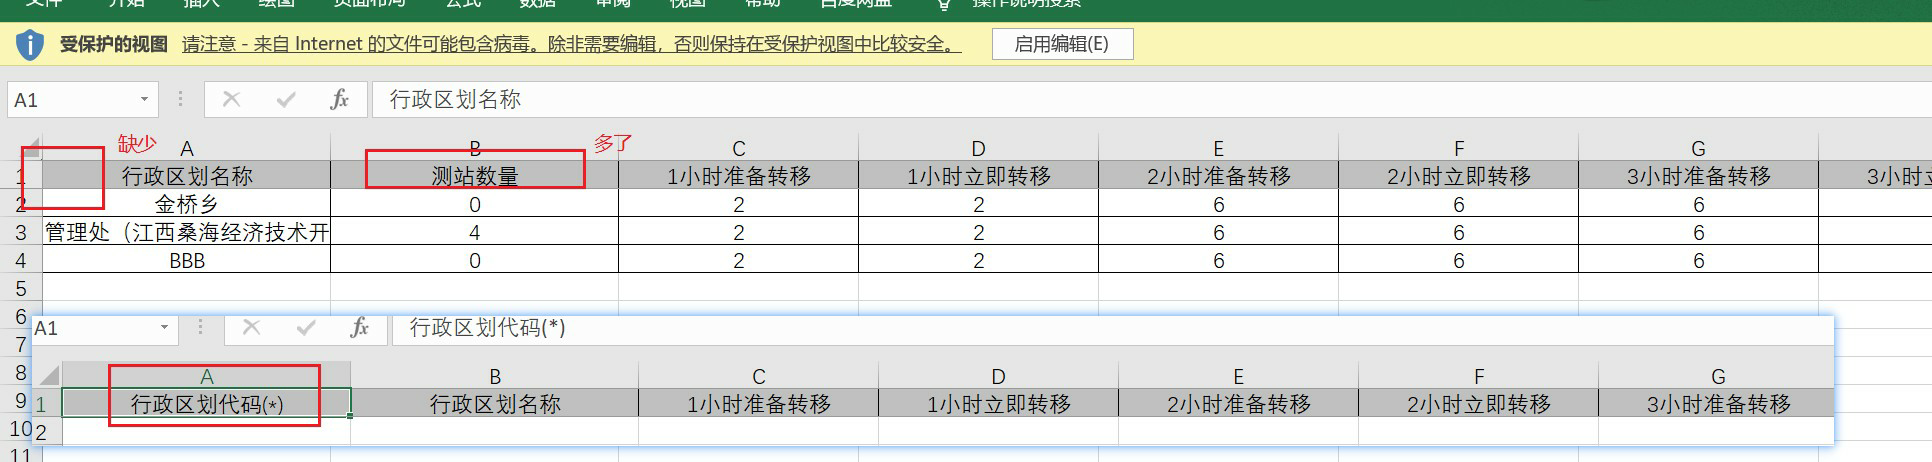 文件 开始 插入 绘图 页面布局 公式 数据 审阅 视图 帮助 百度网盘 操作说明搜索
受保护的视图 请注意 - 来自 Internet 的文件可能包含病毒。除非需要编辑，否则保持在受保护视图中比较安全。 启用编辑(E)
A1 fx 行政区划名称
缺少 多了
A B C D E F G
1 行政区划名称 测站数量 1小时准备转移 1小时立即转移 2小时准备转移 2小时立即转移 3小时准备转移 3小时立
2 金桥乡 0 2 2 6 6 6
3 管理处（江西桑海经济技术开 4 2 2 6 6 6
4 BBB 0 2 2 6 6 6
5
6
7
8
9
10
11
A1 fx 行政区划代码(*)
A B C D E F G
1 行政区划代码(*) 行政区划名称 1小时准备转移 1小时立即转移 2小时准备转移 2小时立即转移 3小时准备转移
2